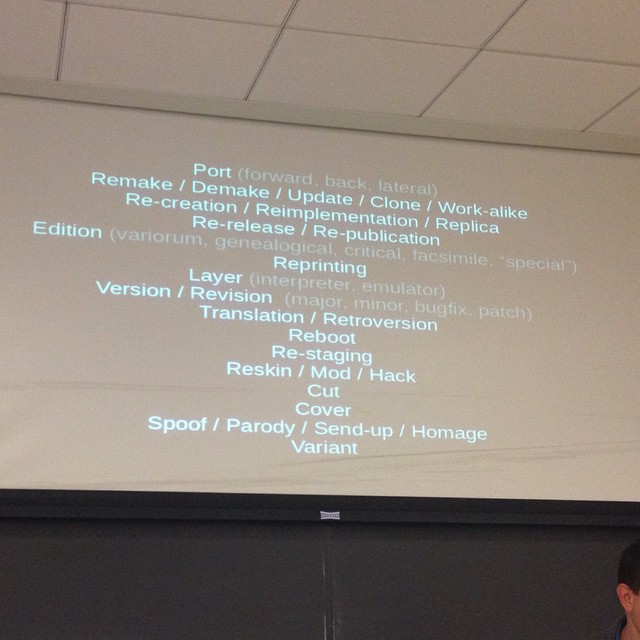 Port (forward, back, lateral)
Remake / Demake / Update / Clone / Work-alike
Re-creation / Reimplementation / Replica
Re-release / Re-publication
Edition (variorum, genealogical, critical, facsimile, "special")
Reprinting
Layer (interpreter, emulator)
Version / Revision (major, minor, bugfix, patch)
Translation / Retroversion
Reboot
Re-staging
Reskin / Mod / Hack
Cut
Cover
Spoof / Parody / Send-up / Homage
Variant